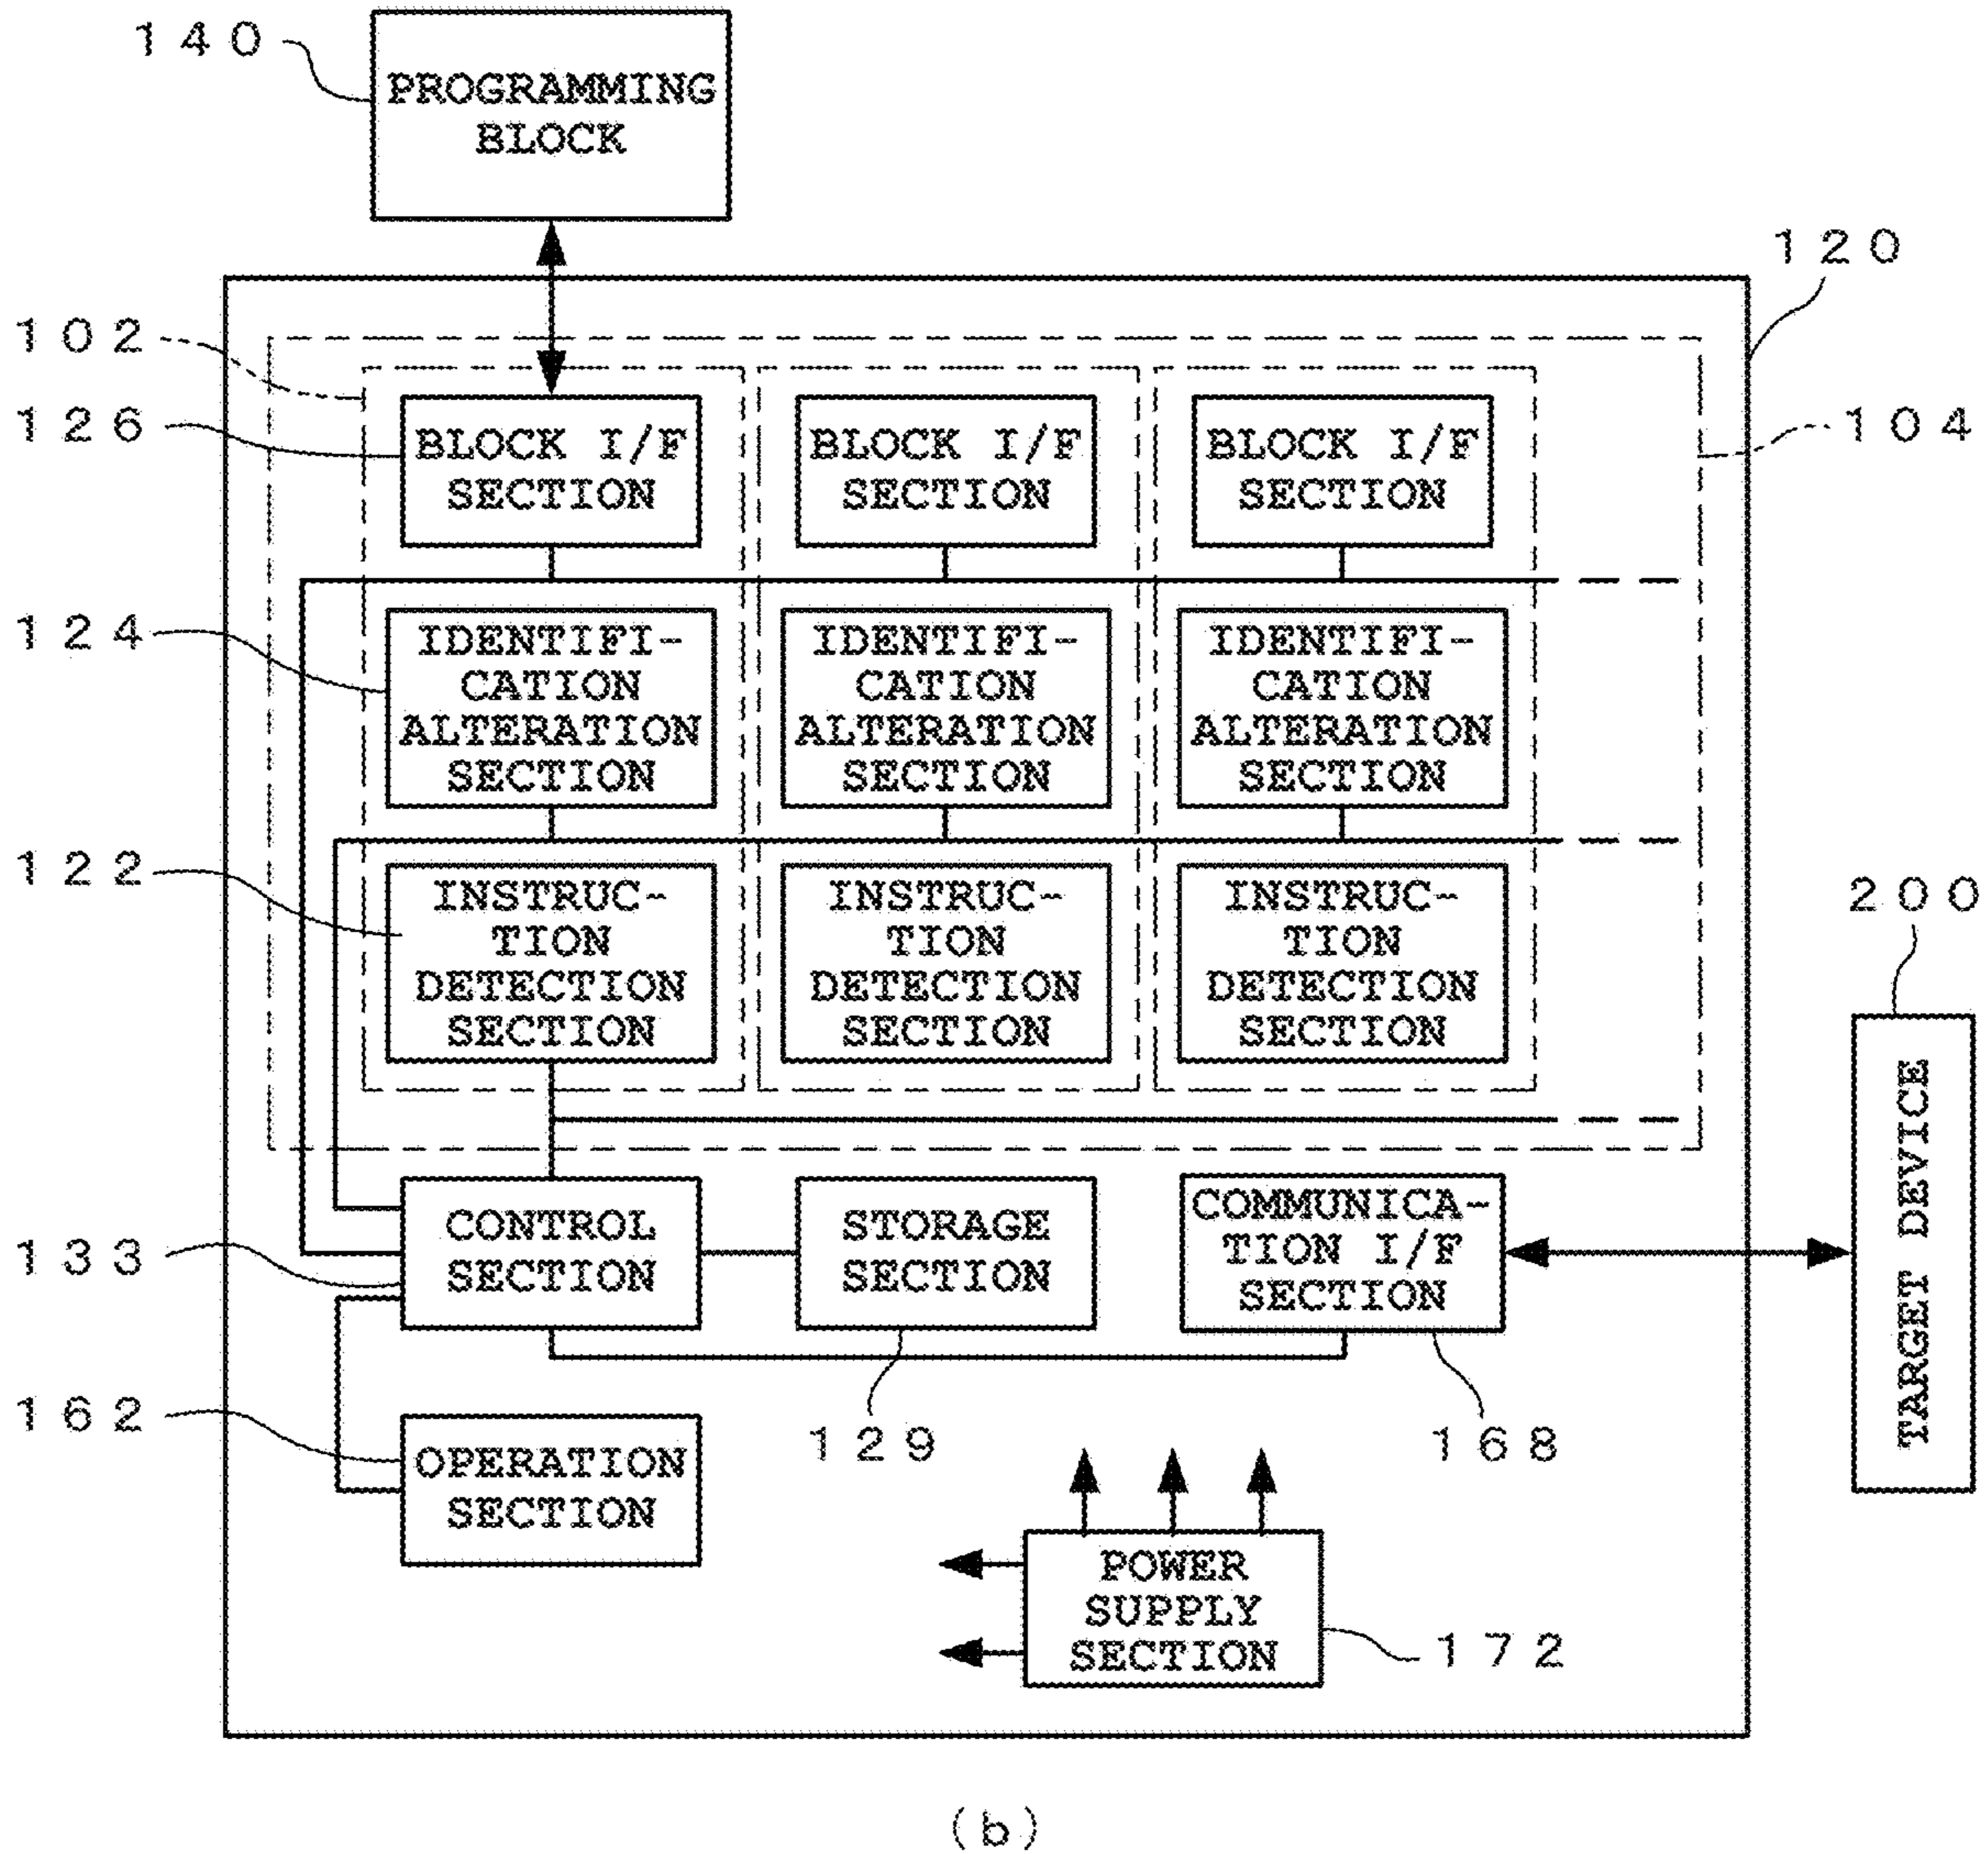 140
PROGRAMMING
BLOCK
120
102
126
BLOCK I/F
SECTION
BLOCK I/F
SECTION
BLOCK I/F
SECTION
104
124
IDENTIFI-
CATION
ALTERATION
SECTION
IDENTIFI-
CATION
ALTERATION
SECTION
IDENTIFI-
CATION
ALTERATION
SECTION
122
INSTRUC-
TION
DETECTION
SECTION
INSTRUC-
TION
DETECTION
SECTION
INSTRUC-
TION
DETECTION
SECTION
200
TARGET DEVICE
133
CONTROL
SECTION
STORAGE
SECTION
COMMUNICA-
TION I/F
SECTION
162
OPERATION
SECTION
129
168
POWER
SUPPLY
SECTION
172
(b)